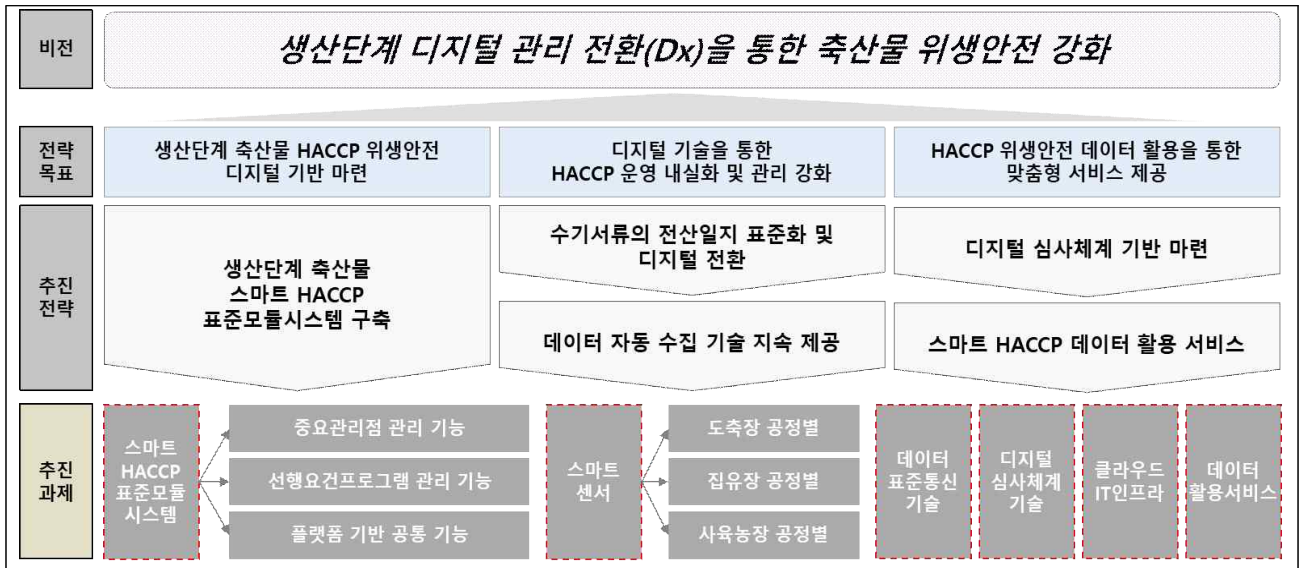 비전
생산단계 디지털 관리 전환(Dx)을 통한 축산물 위생안전 강화
전략
목표
생산단계 축산물 HACCP 위생안전
디지털 기반 마련
디지털 기술을 통한
HACCP 운영 내실화 및 관리 강화
HACCP 위생안전 데이터 활용을 통한
맞춤형 서비스 제공
추진
전략
생산단계 축산물
스마트 HACCP
표준모듈시스템 구축
수기서류의 전산일지 표준화 및
디지털 전환
데이터 자동 수집 기술 지속 제공
디지털 심사체계 기반 마련
스마트 HACCP 데이터 활용 서비스
추진
과제
스마트
HACCP
표준모듈
시스템
중요관리점 관리 기능
선행요건프로그램 관리 기능
플랫폼 기반 공통 기능
스마트
센서
도축장 공정별
집유장 공정별
사육농장 공정별
데이터
표준통신
기술
디지털
심사체계
기술
클라우드
IT인프라
데이터
활용서비스